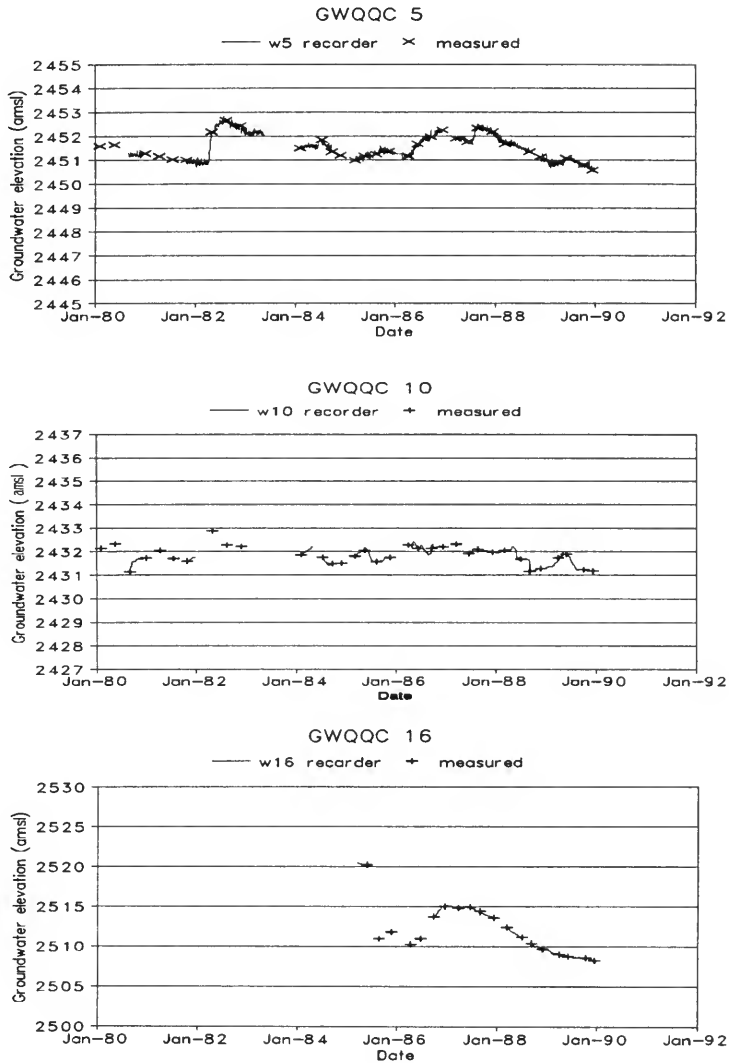 GWQQC 5
w5 recorder × measured
Groundwater elevation (amsl)
2455
2454
2453
2452
2451
2450
2449
2448
2447
2446
2445
Jan-80 Jan-82 Jan-84 Jan-86 Jan-88 Jan-90 Jan-92
Date
GWQQC 10
w10 recorder + measured
Groundwater elevation (amsl)
2437
2436
2435
2434
2433
2432
2431
2430
2429
2428
2427
Jan-80 Jan-82 Jan-84 Jan-86 Jan-88 Jan-90 Jan-92
Date
GWQQC 16
w16 recorder + measured
Groundwater elevation (amsl)
2530
2525
2520
2515
2510
2505
2500
Jan-80 Jan-82 Jan-84 Jan-86 Jan-88 Jan-90 Jan-92
Date